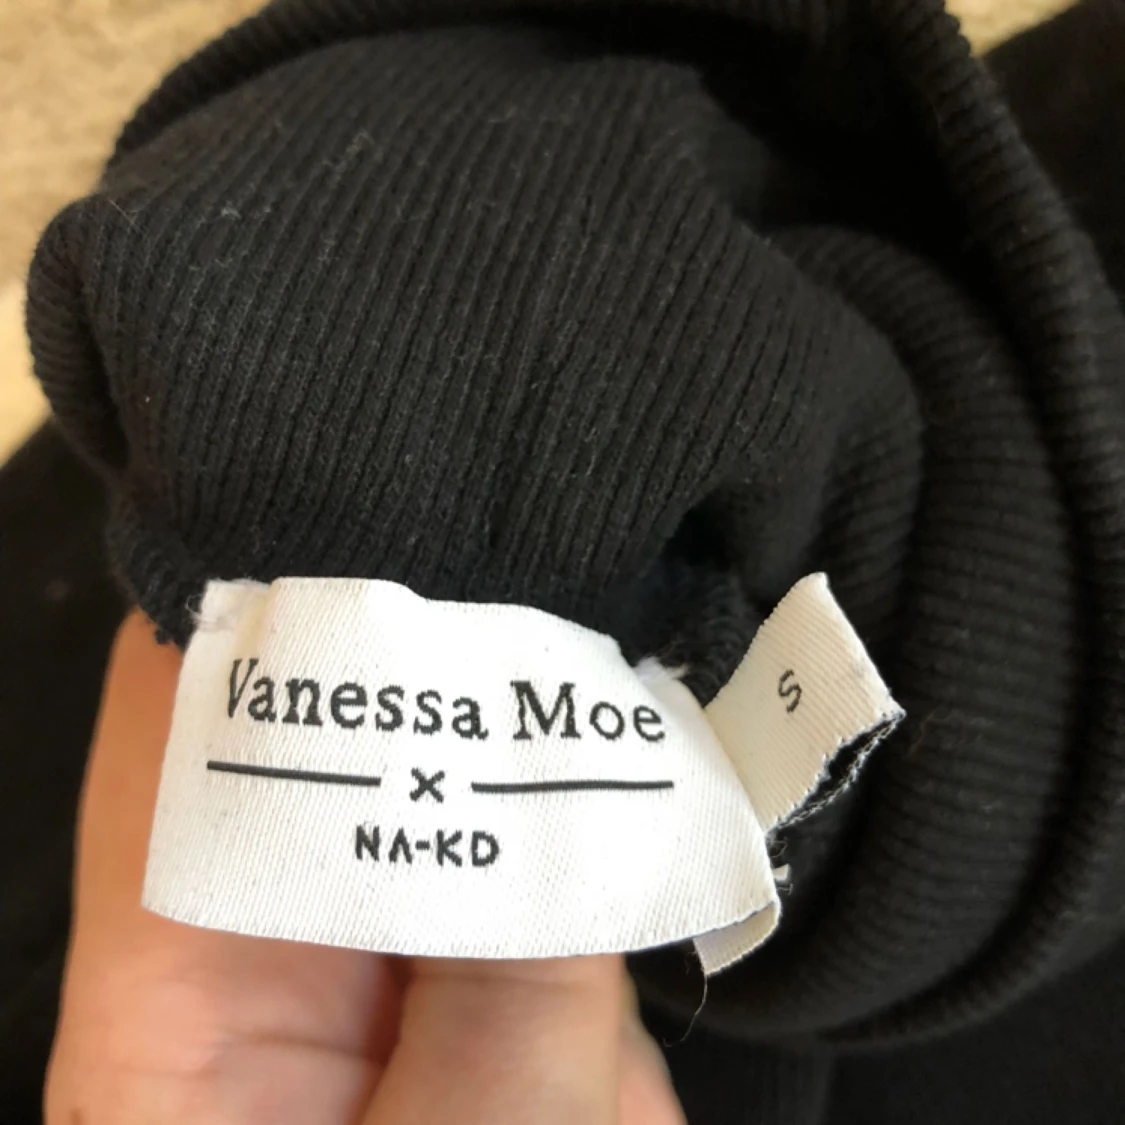 Vanessa Moe
x
NA-KD
S